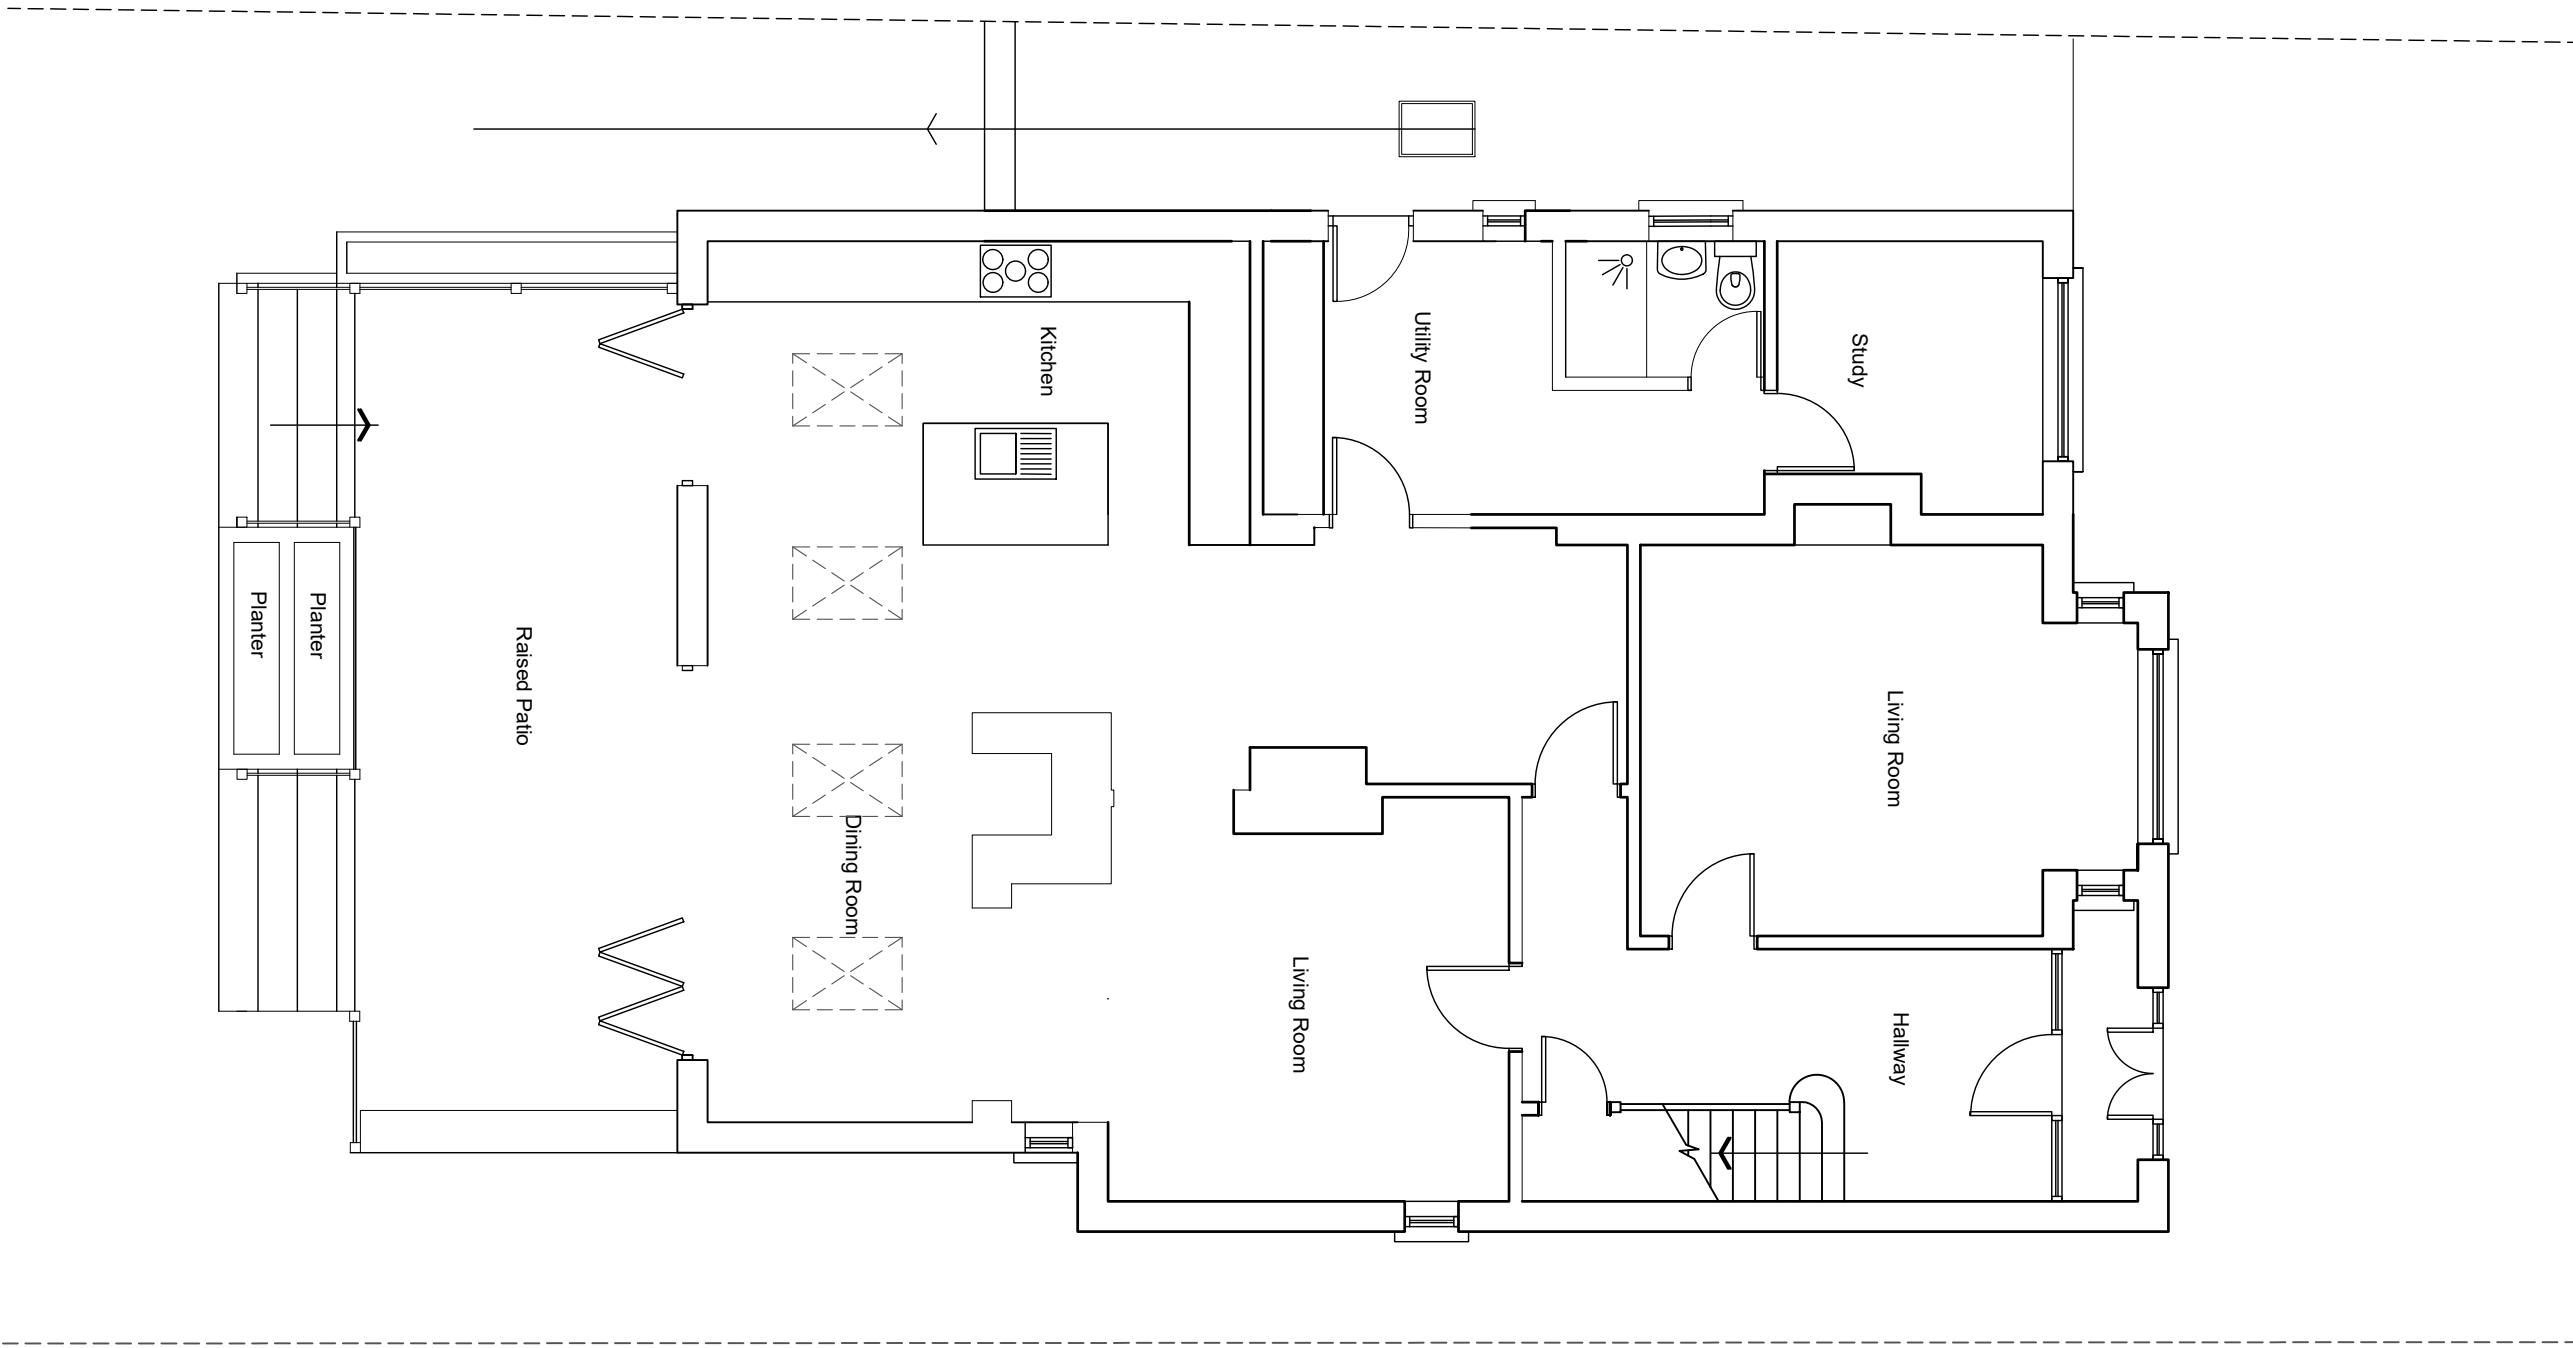 Kitchen
Utility Room
Study
Planter
Planter
Raised Patio
Dining Room
Living Room
Living Room
Hallway